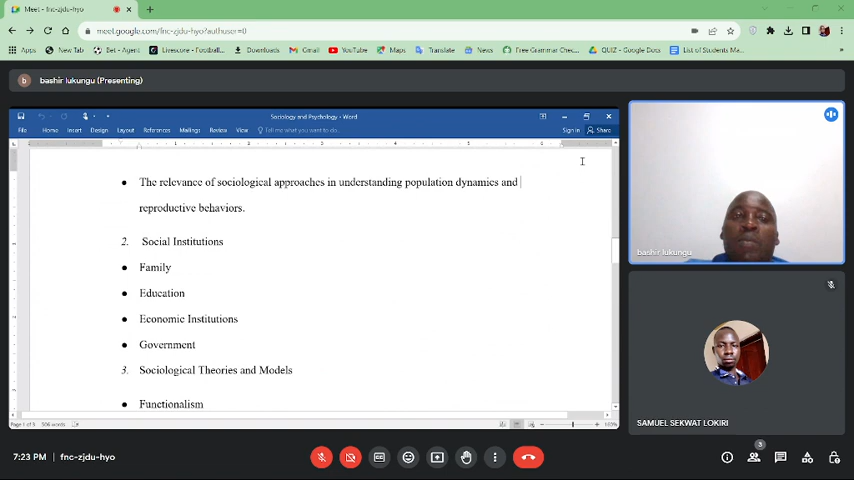 Meet - fnc-zjdu-hyo
meet.google.com/fnc-zjdu-hyo?authuser=0
Apps
New Tab
Bet - Agent
Livescore - Football...
Downloads
Gmail
YouTube
Maps
Translate
News
Free Grammar Chec...
QUIZ - Google Docs
List of Students Ma...
b
bashir lukungu (Presenting)
Sociology and Psychology - Word
File Home Insert Design Layout References Mailings Review View Tell me what you want to do...
Sign in Share
• The relevance of sociological approaches in understanding population dynamics and
reproductive behaviors.
2. Social Institutions
• Family
• Education
• Economic Institutions
• Government
3. Sociological Theories and Models
• Functionalism
506 words
bashir lukungu
SAMUEL SEKWAT LOKIRI
7:23 PM
fnc-zjdu-hyo
3